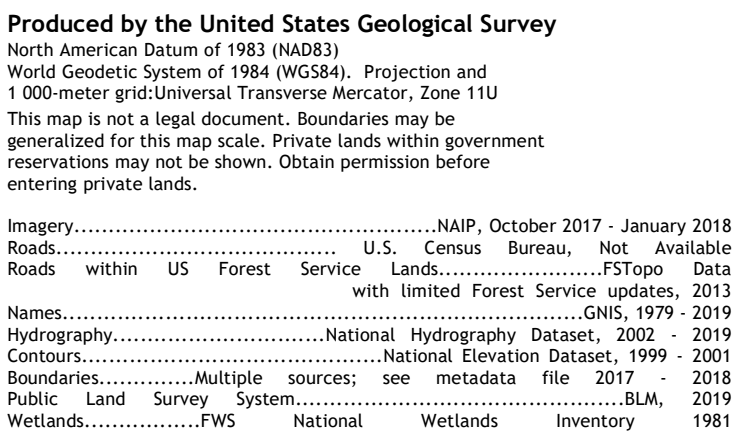 Produced by the United States Geological Survey
North American Datum of 1983 (NAD83)
World Geodetic System of 1984 (WGS84). Projection and
1 000-meter grid:Universal Transverse Mercator, Zone 11U
This map is not a legal document. Boundaries may be
generalized for this map scale. Private lands within government
reservations may not be shown. Obtain permission before
entering private lands.
Imagery.....................................................NAIP, October 2017 - January 2018
Roads......................................... U.S. Census Bureau, Not Available
Roads within US Forest Service Lands........................FSTopo Data
with limited Forest Service updates, 2013
Names............................................................................GNIS, 1979 - 2019
Hydrography...............................National Hydrography Dataset, 2002 - 2019
Contours............................................National Elevation Dataset, 1999 - 2001
Boundaries..............Multiple sources; see metadata file 2017 - 2018
Public Land Survey System................................................BLM, 2019
Wetlands.................FWS National Wetlands Inventory 1981